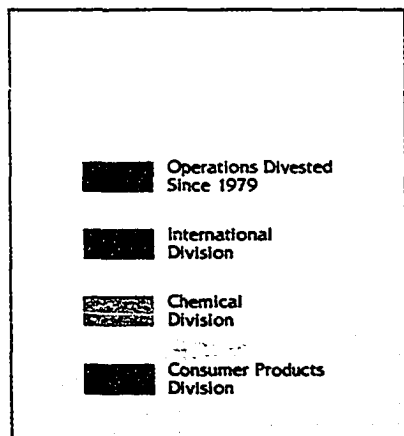 Operations Divested
Since 1979
International
Division
Chemical
Division
Consumer Products
Division